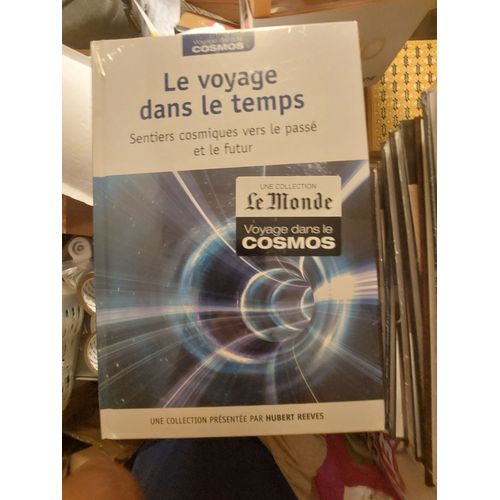 Voyage dans le
COSMOS
Le voyage
dans le temps
Sentiers cosmiques vers le passé
et le futur
UNE COLLECTION
Le Monde
Voyage dans le
COSMOS
UNE COLLECTION PRÉSENTÉE PAR HUBERT REEVES